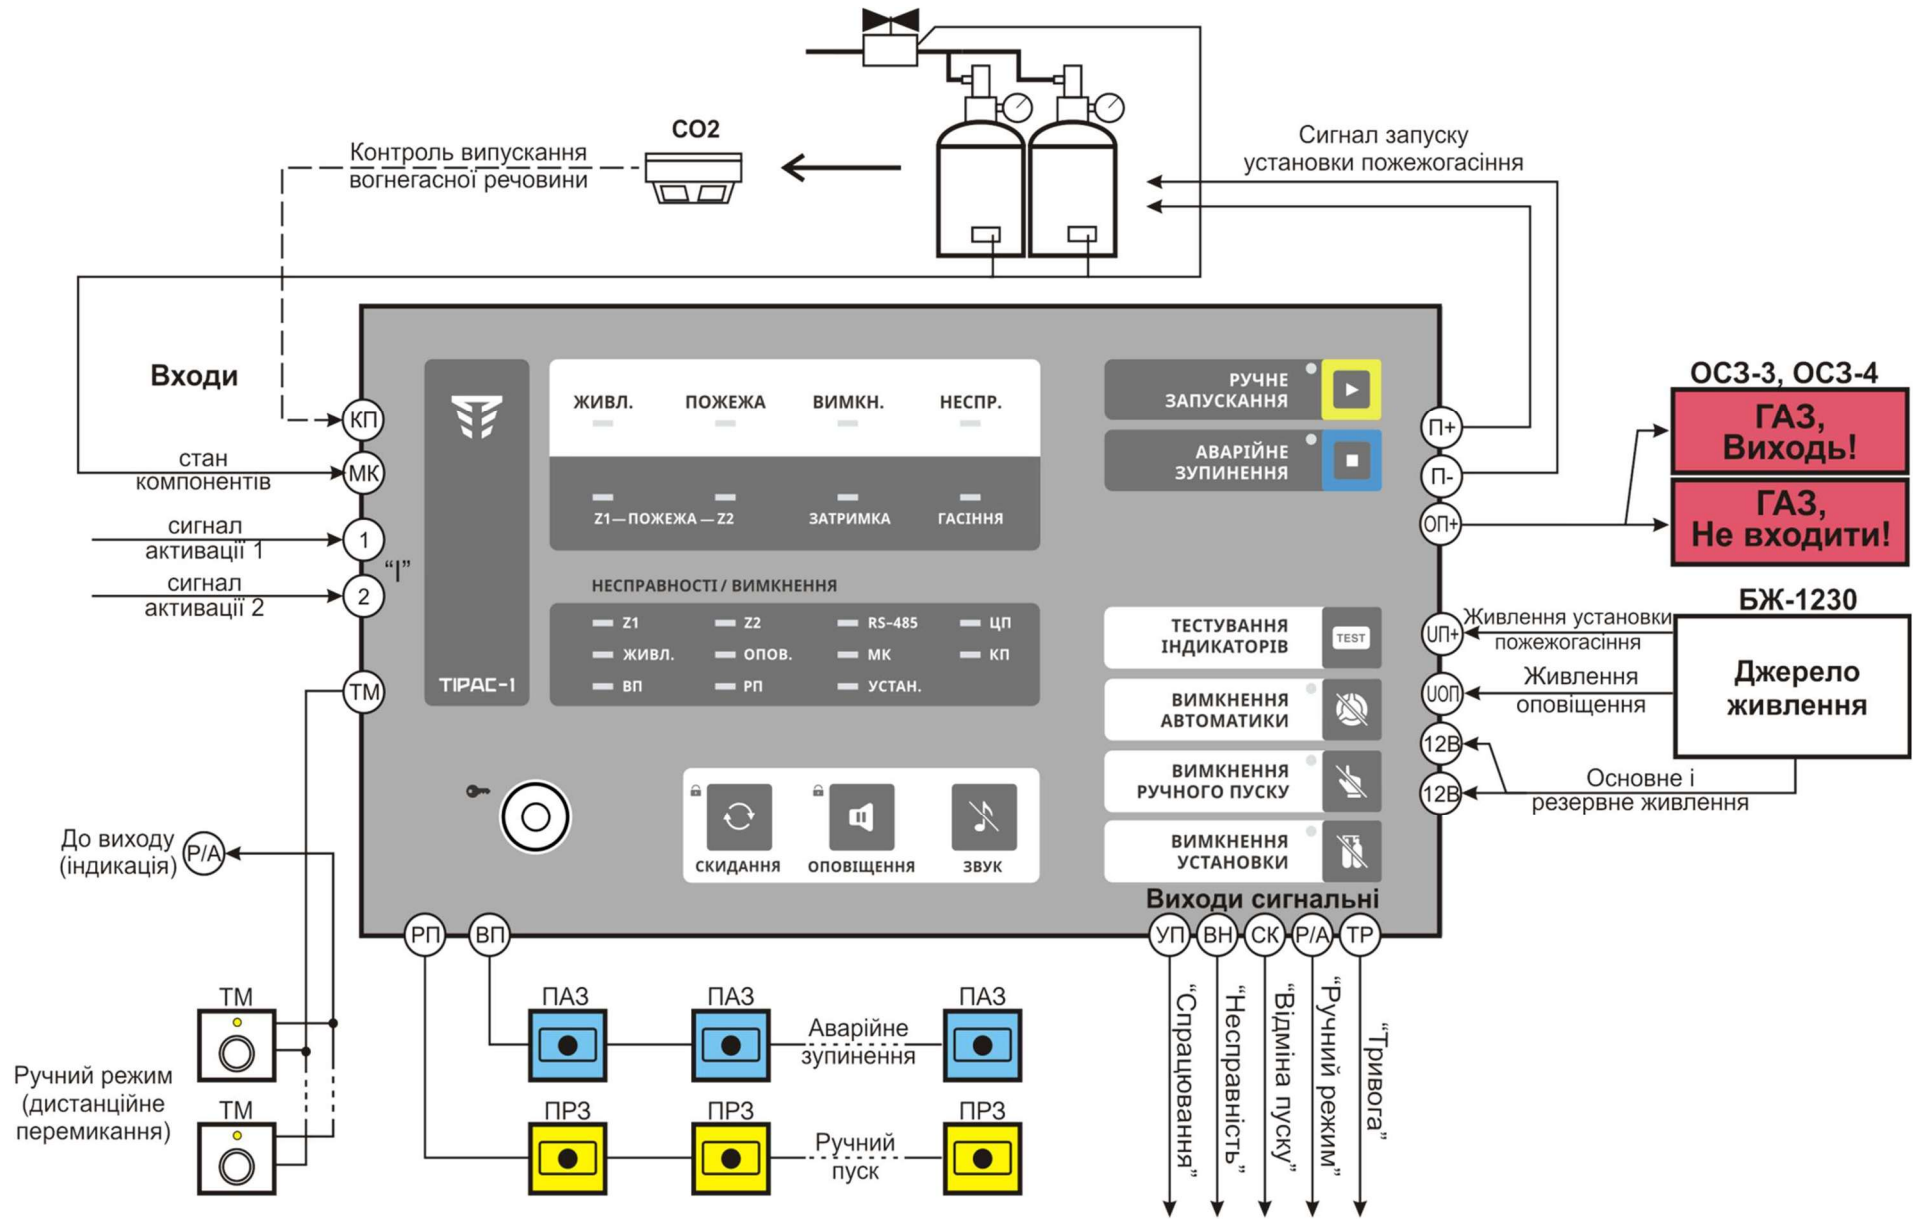 CO2
Контроль випускання
вогнегасної речовини
Сигнал запуску
установки пожежогасіння
Входи
КП
стан
компонентів
МК
сигнал
активації 1
1
"І"
сигнал
активації 2
2
ТМ
TIPAC-1
ЖИВЛ.
ПОЖЕЖА
ВИМКН.
НЕСПР.
Z1—ПОЖЕЖА—Z2
ЗАТРИМКА
ГАСІННЯ
НЕСПРАВНОСТІ / ВИМКНЕННЯ
Z1
Z2
RS-485
ЦП
ЖИВЛ.
ОПОВ.
МК
КП
ВП
РП
УСТАН.
СКИДАННЯ
ОПОВІЩЕННЯ
ЗВУК
РУЧНЕ
ЗАПУСКАННЯ
АВАРІЙНЕ
ЗУПИНЕННЯ
ТЕСТУВАННЯ
ІНДИКАТОРІВ
TEST
ВИМКНЕННЯ
АВТОМАТИКИ
ВИМКНЕННЯ
РУЧНОГО ПУСКУ
ВИМКНЕННЯ
УСТАНОВКИ
П+
П-
ОП+
UП+
UОП
12В
12В
ОСЗ-3, ОСЗ-4
ГАЗ,
Виходь!
ГАЗ,
Не входити!
БЖ-1230
Живлення установки
пожежогасіння
Живлення
оповіщення
Джерело
живлення
Основне і
резервне живлення
До виходу
(індикація)
Р/А
РП
ВП
Виходи сигнальні
УП
ВН
СК
Р/А
ТР
"Спрацювання"
"Несправність"
"Відміна пуску"
"Ручний режим"
"Тривога"
ТМ
Ручний режим
(дистанційне
перемикання)
ТМ
ПАЗ
ПАЗ
Аварійне
зупинення
ПАЗ
ПРЗ
ПРЗ
Ручний
пуск
ПРЗ